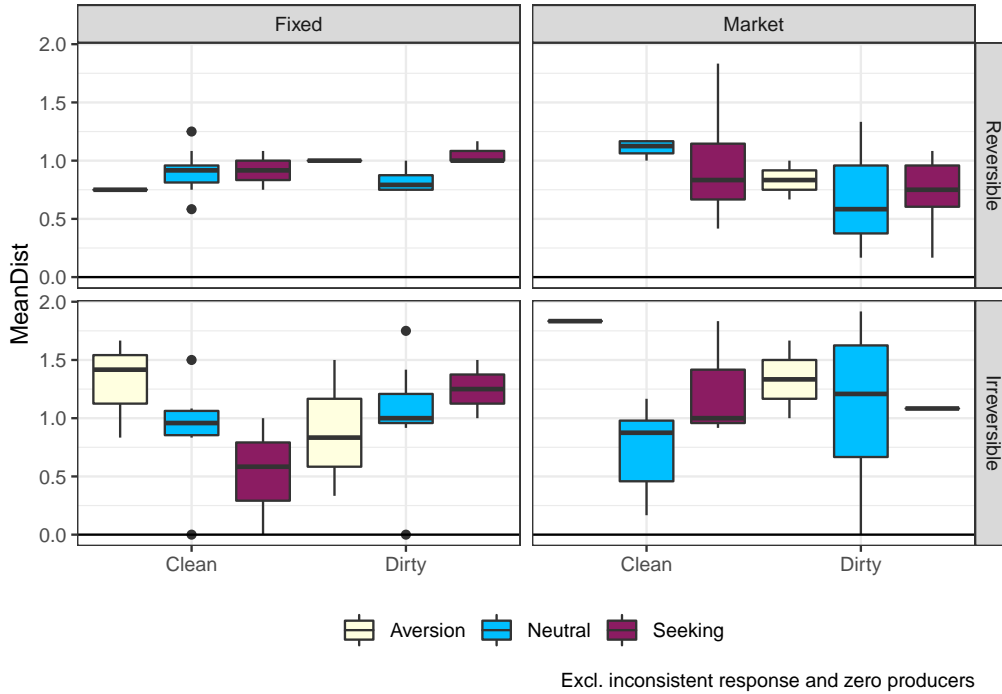 Fixed
Market
MeanDist
2.0
1.5
1.0
0.5
0.0
Reversible
2.0
1.5
1.0
0.5
0.0
Irreversible
Clean
Dirty
Clean
Dirty
Aversion
Neutral
Seeking
Excl. inconsistent response and zero producers